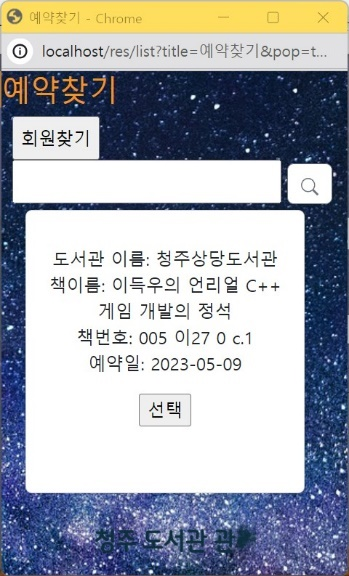 예약찾기 - Chrome
localhost/res/list?title=예약찾기&pop=t...
예약찾기
회원찾기
도서관 이름: 청주상당도서관
책이름: 이득우의 언리얼 C++
게임 개발의 정석
책번호: 005 이27 0 c.1
예약일: 2023-05-09
선택
청주 도서관 관